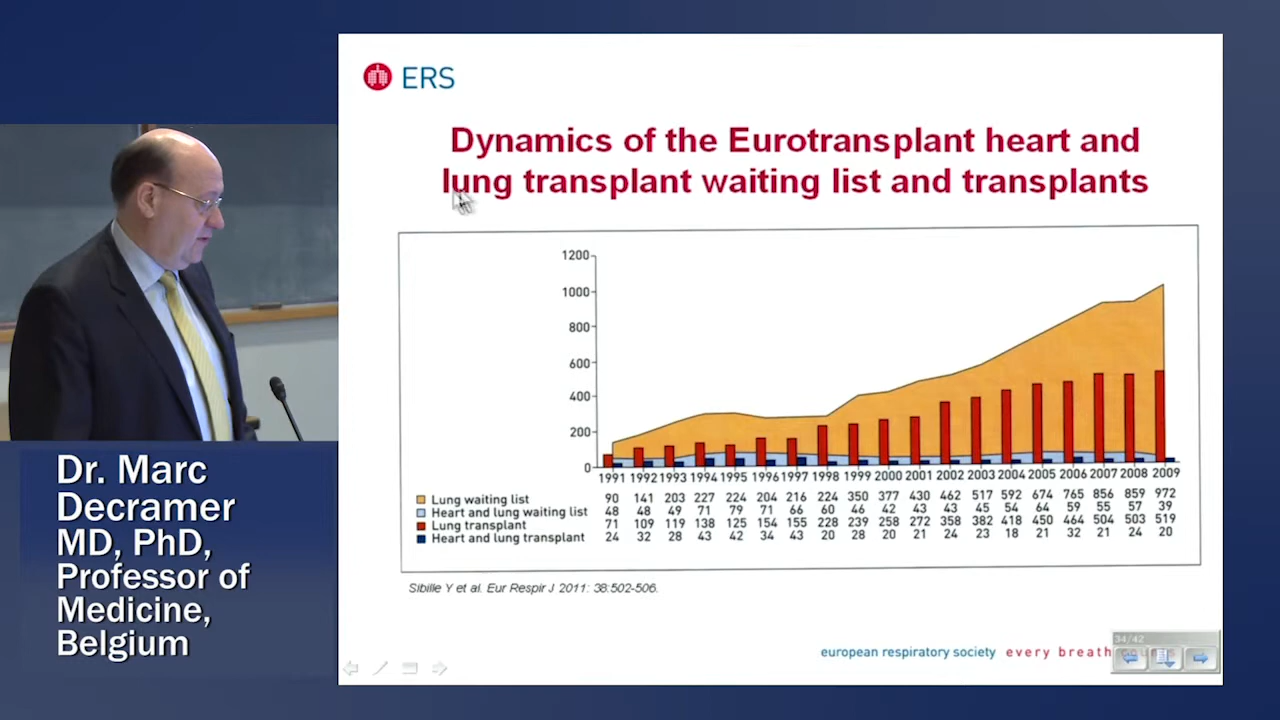 ERS
Dynamics of the Eurotransplant heart and
lung transplant waiting list and transplants
1200
1000
800
600
400
200
0
1991 1992 1993 1994 1995 1996 1997 1998 1999 2000 2001 2002 2003 2004 2005 2006 2007 2008 2009
Lung waiting list 90 141 203 227 224 204 216 224 350 377 430 462 517 592 674 765 856 859 972
Heart and lung waiting list 48 48 49 71 79 71 66 60 46 42 43 43 45 54 64 59 55 57 39
Lung transplant 71 109 119 138 125 154 155 228 239 258 272 358 382 418 450 464 504 503 519
Heart and lung transplant 24 32 28 43 42 34 43 20 28 20 21 24 23 18 21 32 21 24 20
Sibille Y et al. Eur Respir J 2011: 38:502-506.
european respiratory society every breath
34/42
Dr. Marc
Decramer
MD, PhD,
Professor of
Medicine,
Belgium